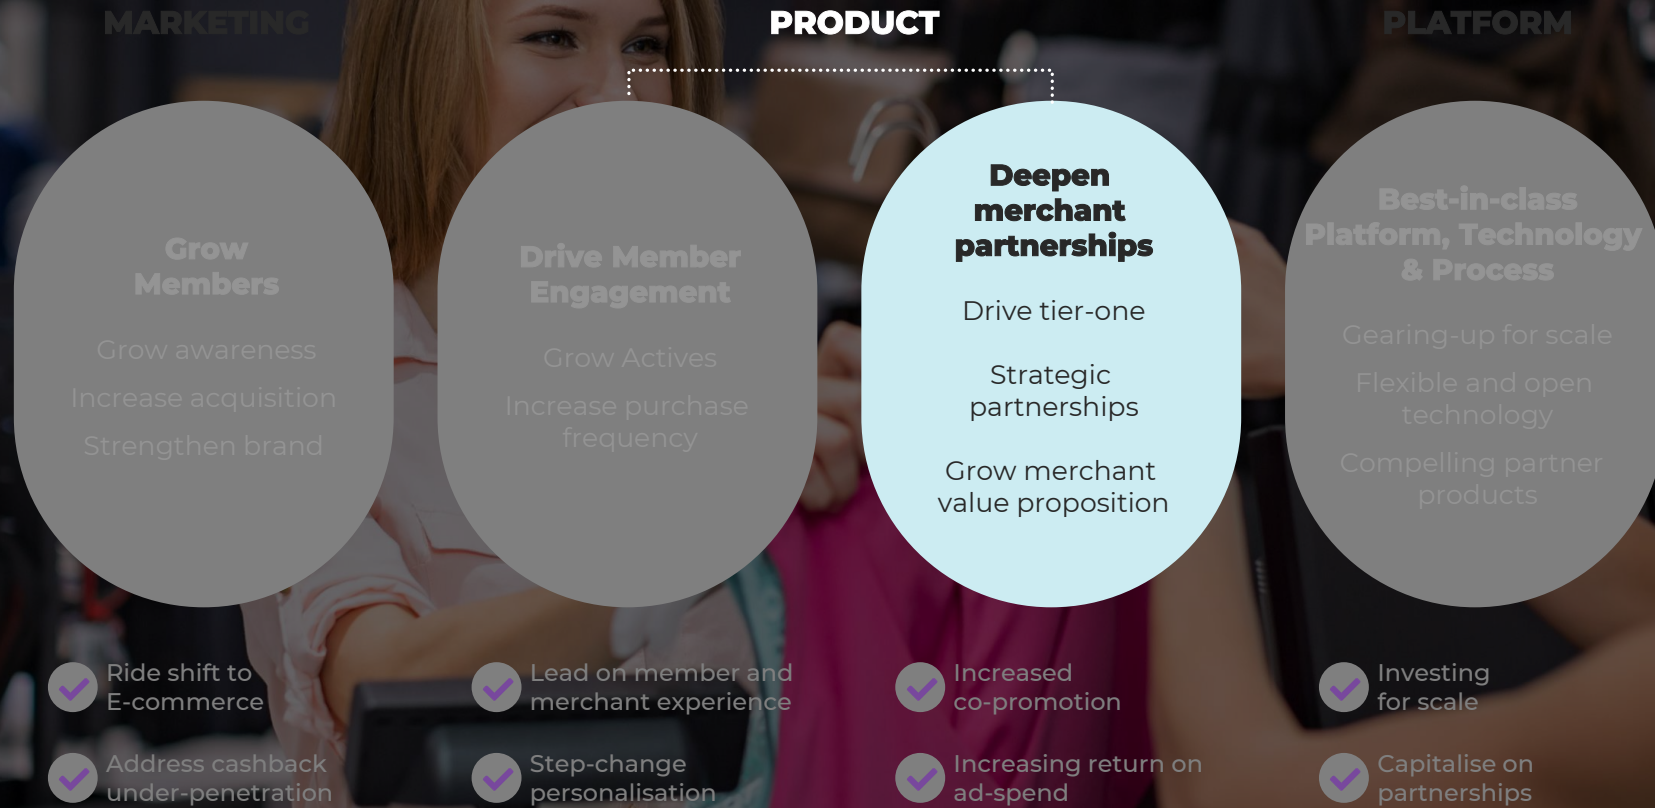 MARKETING
PRODUCT
PLATFORM
Grow
Members
Grow awareness
Increase acquisition
Strengthen brand
Drive Member
Engagement
Grow Actives
Increase purchase
frequency
Deepen
merchant
partnerships
Drive tier-one
Strategic
partnerships
Grow merchant
value proposition
Best-in-class
Platform, Technology
& Process
Gearing-up for scale
Flexible and open
technology
Compelling partner
products
Ride shift to
E-commerce
Address cashback
under-penetration
Lead on member and
merchant experience
Step-change
personalisation
Increased
co-promotion
Increasing return on
ad-spend
Investing
for scale
Capitalise on
partnerships